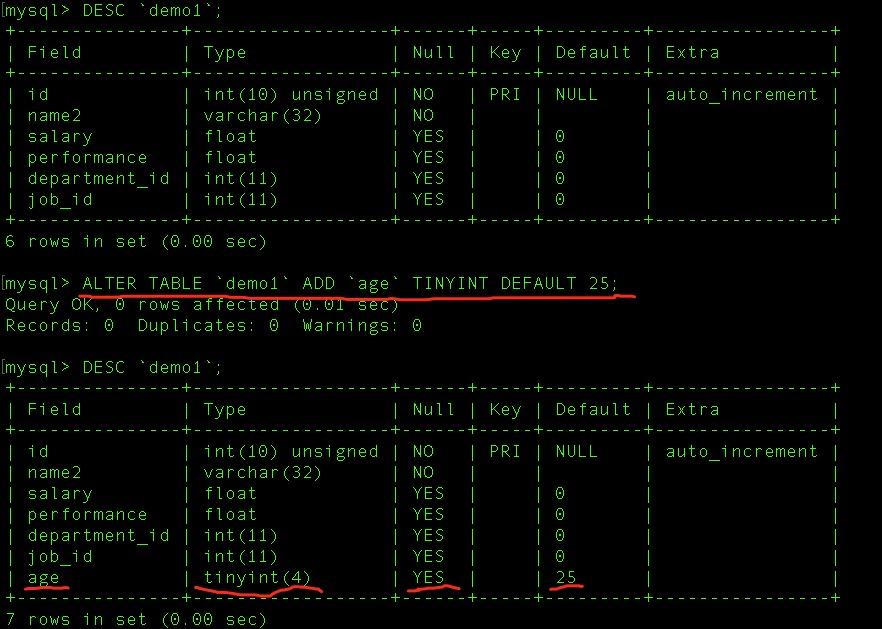 [mysql> DESC `demo1`;
+----------------+------------------+------+-----+---------+----------------+
| Field          | Type             | Null | Key | Default | Extra          |
+----------------+------------------+------+-----+---------+----------------+
| id             | int(10) unsigned | NO   | PRI | NULL    | auto_increment |
| name2          | varchar(32)      | NO   |     |         |                |
| salary         | float            | YES  |     | 0       |                |
| performance    | float            | YES  |     | 0       |                |
| department_id  | int(11)          | YES  |     | 0       |                |
| job_id         | int(11)          | YES  |     | 0       |                |
+----------------+------------------+------+-----+---------+----------------+
6 rows in set (0.00 sec)
[mysql> ALTER TABLE `demo1` ADD `age` TINYINT DEFAULT 25;
Query OK, 0 rows affected (0.01 sec)
Records: 0  Duplicates: 0  Warnings: 0
[mysql> DESC `demo1`;
+----------------+------------------+------+-----+---------+----------------+
| Field          | Type             | Null | Key | Default | Extra          |
+----------------+------------------+------+-----+---------+----------------+
| id             | int(10) unsigned | NO   | PRI | NULL    | auto_increment |
| name2          | varchar(32)      | NO   |     |         |                |
| salary         | float            | YES  |     | 0       |                |
| performance    | float            | YES  |     | 0       |                |
| department_id  | int(11)          | YES  |     | 0       |                |
| job_id         | int(11)          | YES  |     | 0       |                |
| age            | tinyint(4)       | YES  |     | 25      |                |
+----------------+------------------+------+-----+---------+----------------+
7 rows in set (0.00 sec)